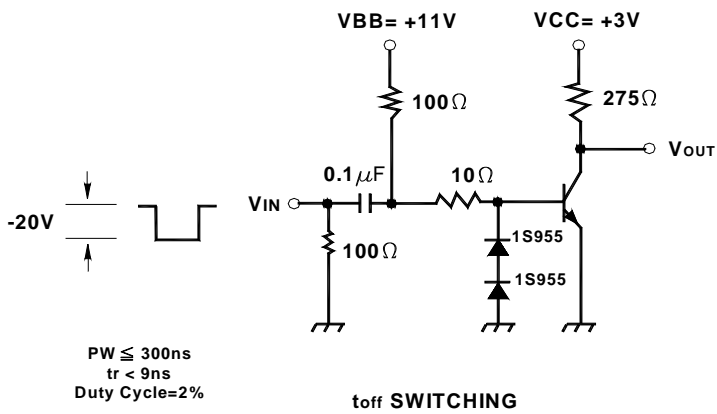 VBB= +11V
VCC= +3V
100Ω
275Ω
VOUT
0.1μF
10Ω
VIN
-20V
1S955
100Ω
1S955
PW ≦ 300ns
tr < 9ns
Duty Cycle=2%
toff SWITCHING